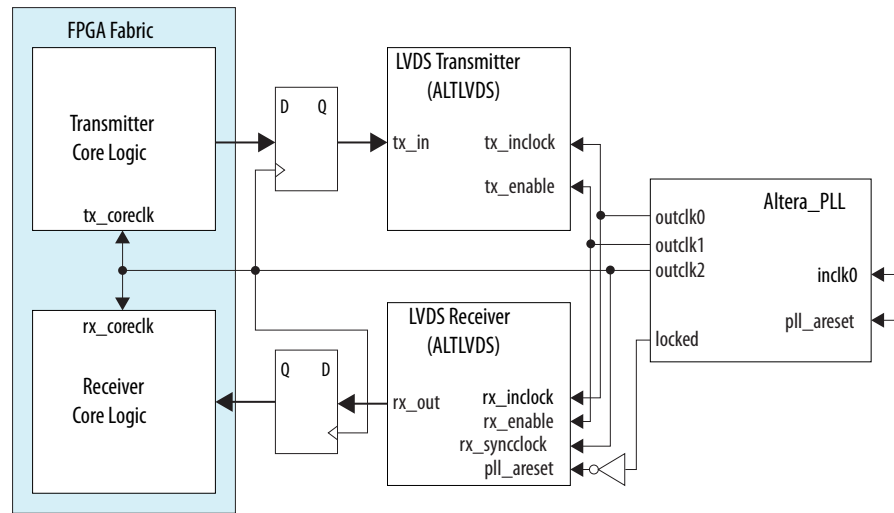 FPGA Fabric
Transmitter
Core Logic
tx_coreclk
D Q
LVDS Transmitter
(ALTLVDS)
tx_in
tx_inclock
tx_enable
Altera_PLL
outclk0
outclk1
outclk2
locked
inclk0
pll_areset
rx_coreclk
Receiver
Core Logic
Q D
LVDS Receiver
(ALTLVDS)
rx_out
rx_inclock
rx_enable
rx_syncclock
pll_areset